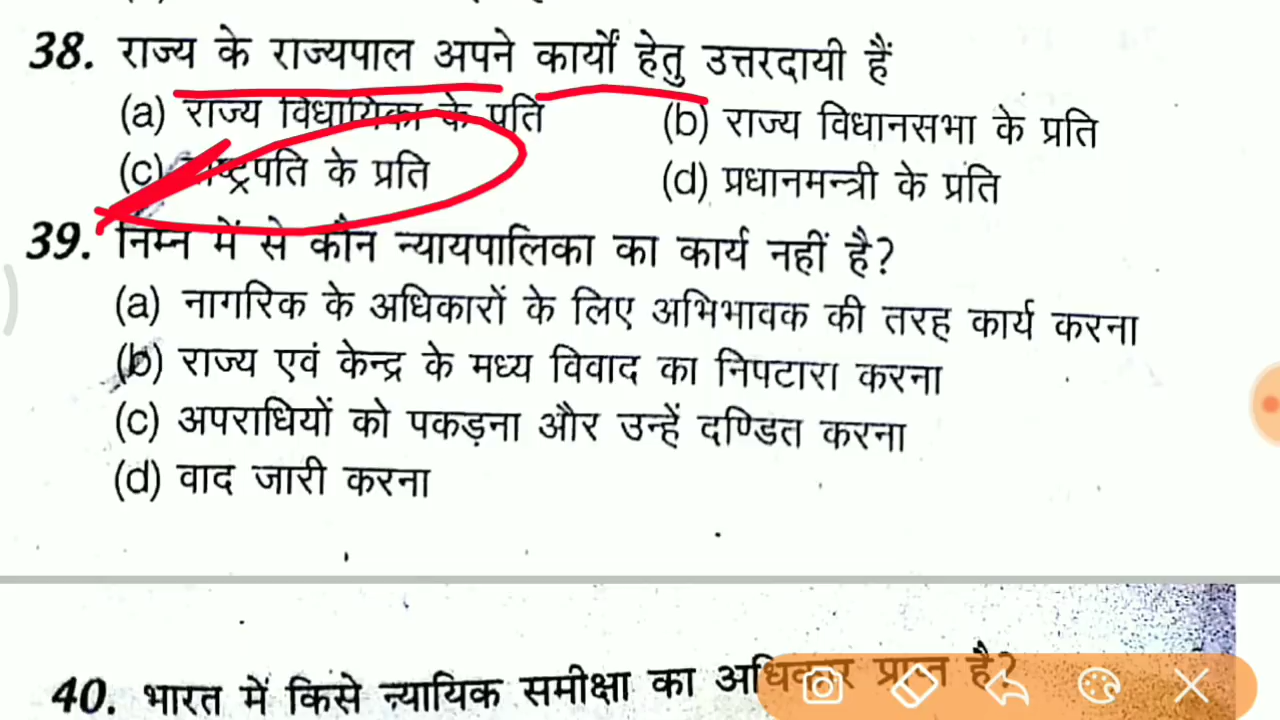 38. राज्य के राज्यपाल अपने कार्यों हेतु उत्तरदायी हैं
(a) राज्य विधायिका के प्रति (b) राज्य विधानसभा के प्रति
(c) राष्ट्रपति के प्रति (d) प्रधानमन्त्री के प्रति
39. निम्न में से कौन न्यायपालिका का कार्य नहीं है?
(a) नागरिक के अधिकारों के लिए अभिभावक की तरह कार्य करना
(b) राज्य एवं केन्द्र के मध्य विवाद का निपटारा करना
(c) अपराधियों को पकड़ना और उन्हें दण्डित करना
(d) वाद जारी करना
40. भारत में किसे न्यायिक समीक्षा का अधिकार प्राप्त है?